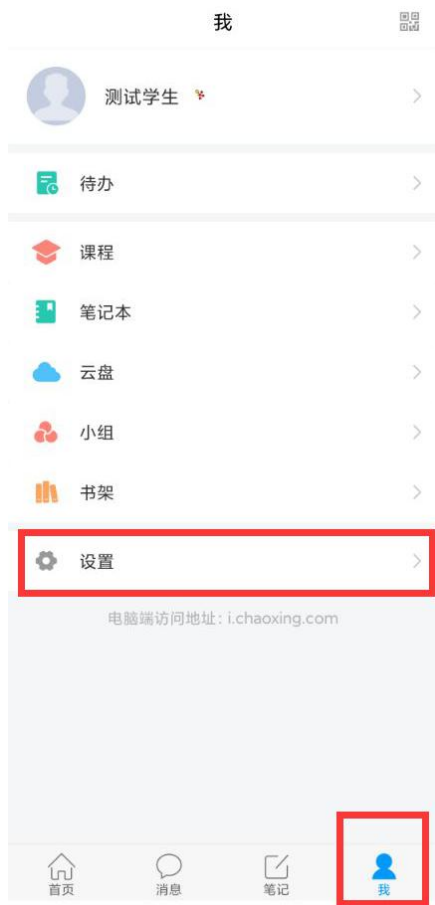 我
测试学生
待办
课程
笔记本
云盘
小组
书架
设置
电脑端访问地址：i.chaoxing.com
首页
消息
笔记
我